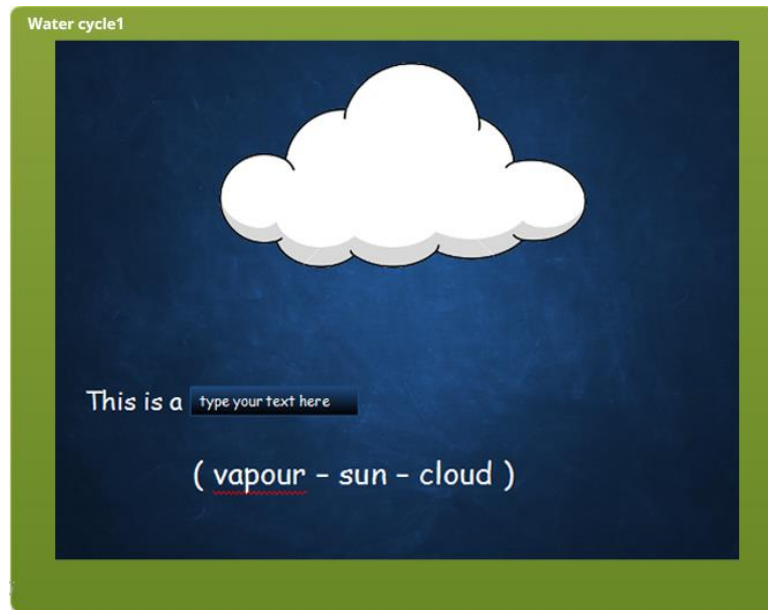 Water cycle1
This is a type your text here
( vapour – sun – cloud )